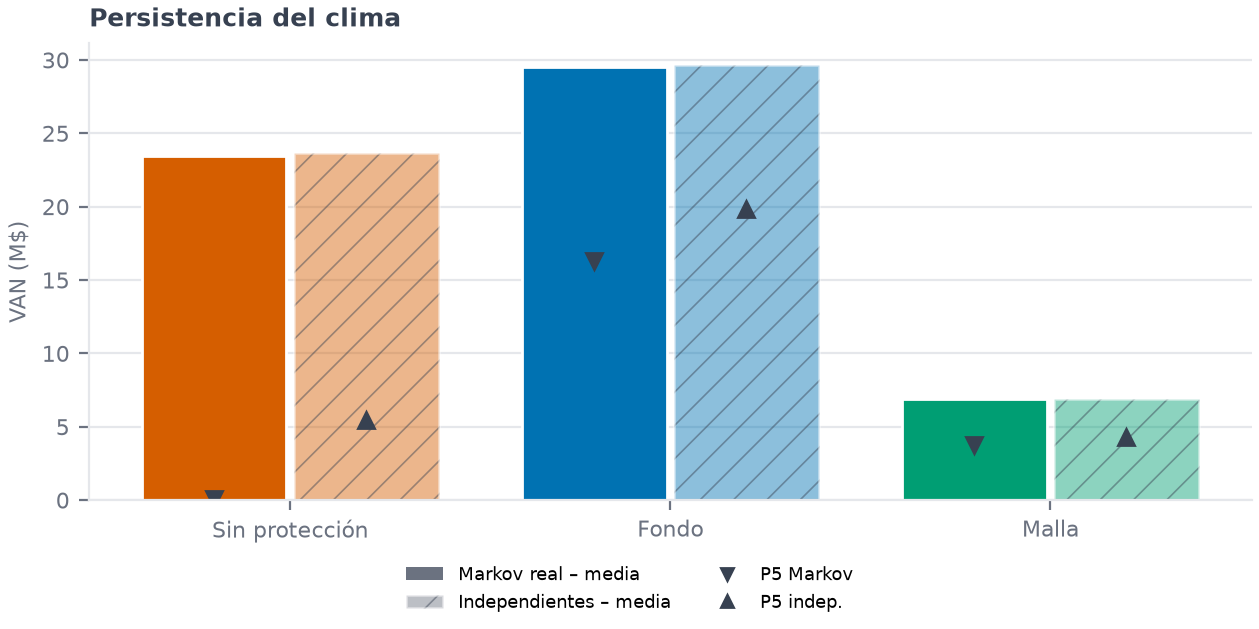 Persistencia del clima
VAN (M$)
30
25
20
15
10
5
0
Sin protección
Fondo
Malla
Markov real – media
Independientes – media
P5 Markov
P5 indep.